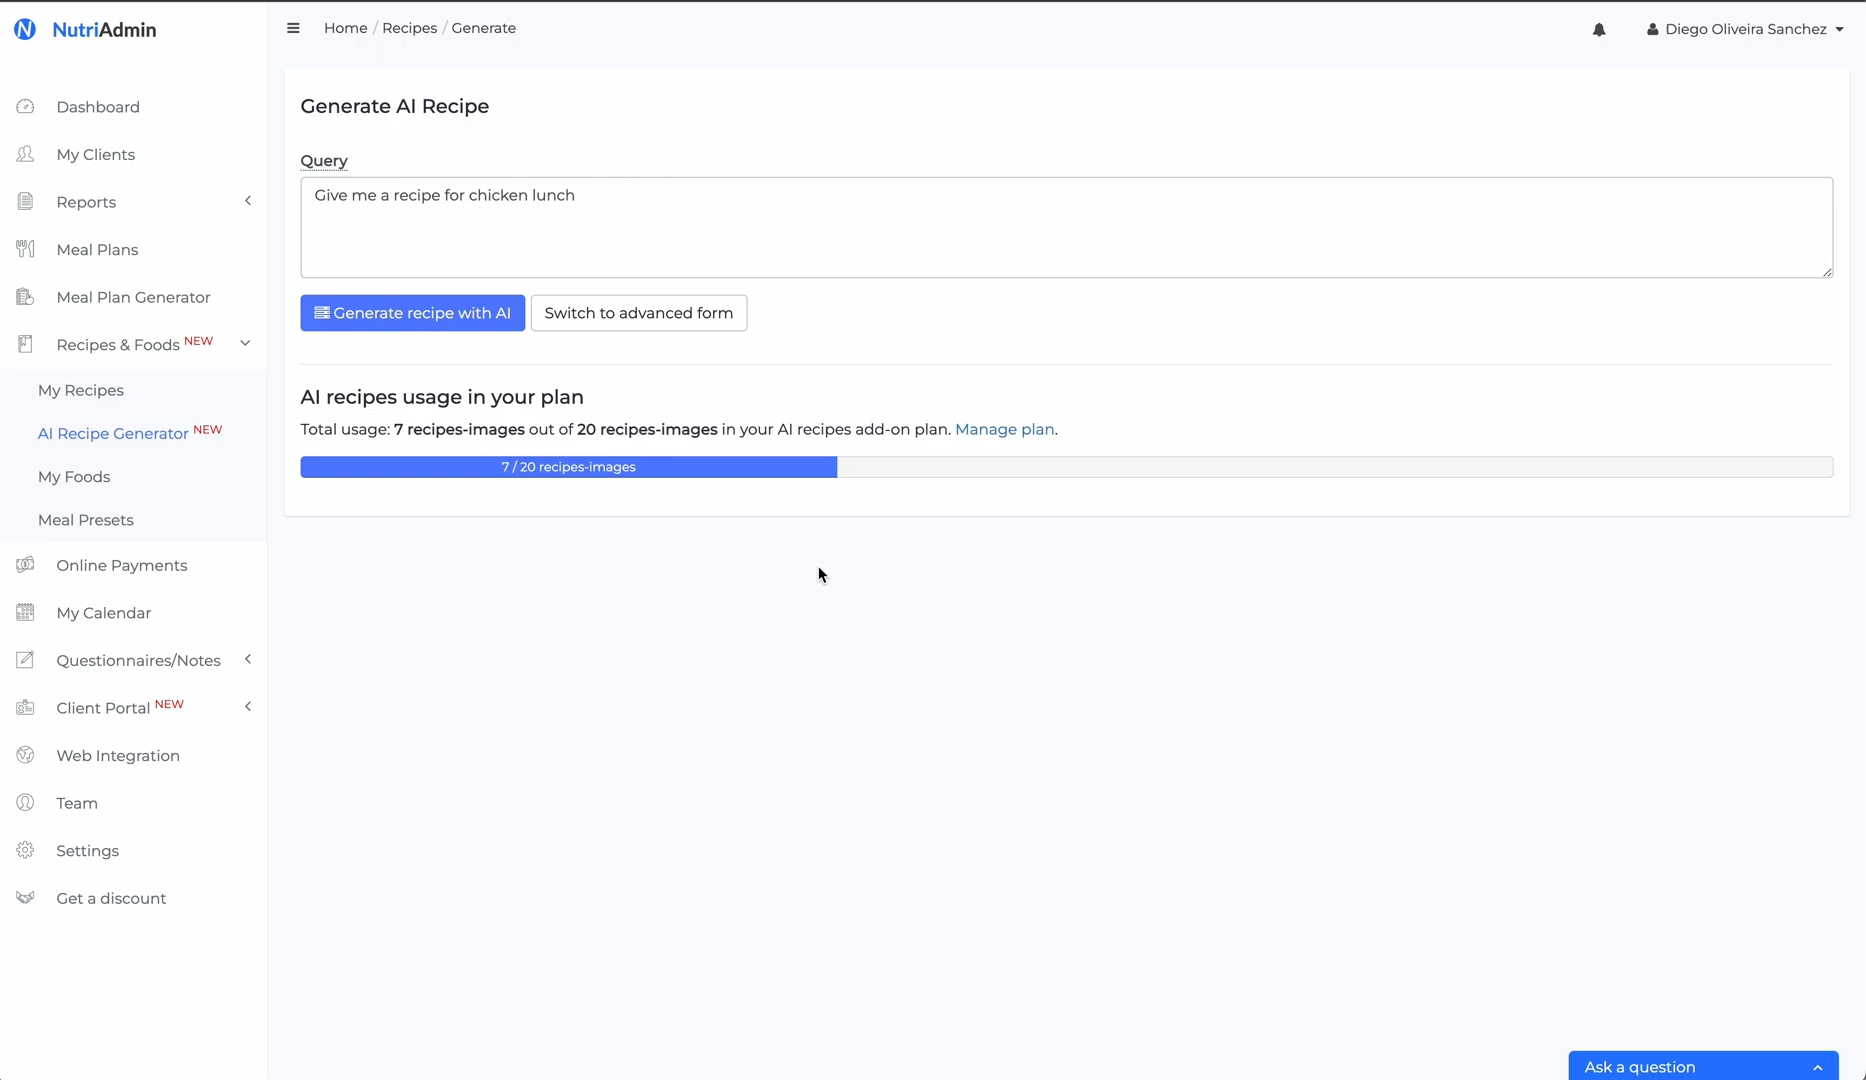 NutriAdmin
Home / Recipes / Generate
Diego Oliveira Sanchez
Dashboard
My Clients
Reports
Meal Plans
Meal Plan Generator
Recipes & Foods NEW
My Recipes
AI Recipe Generator NEW
My Foods
Meal Presets
Online Payments
My Calendar
Questionnaires/Notes
Client Portal NEW
Web Integration
Team
Settings
Get a discount
Generate AI Recipe
Query
Give me a recipe for chicken lunch
Generate recipe with AI
Switch to advanced form
AI recipes usage in your plan
Total usage: 7 recipes-images out of 20 recipes-images in your AI recipes add-on plan. Manage plan.
7 / 20 recipes-images
Ask a question